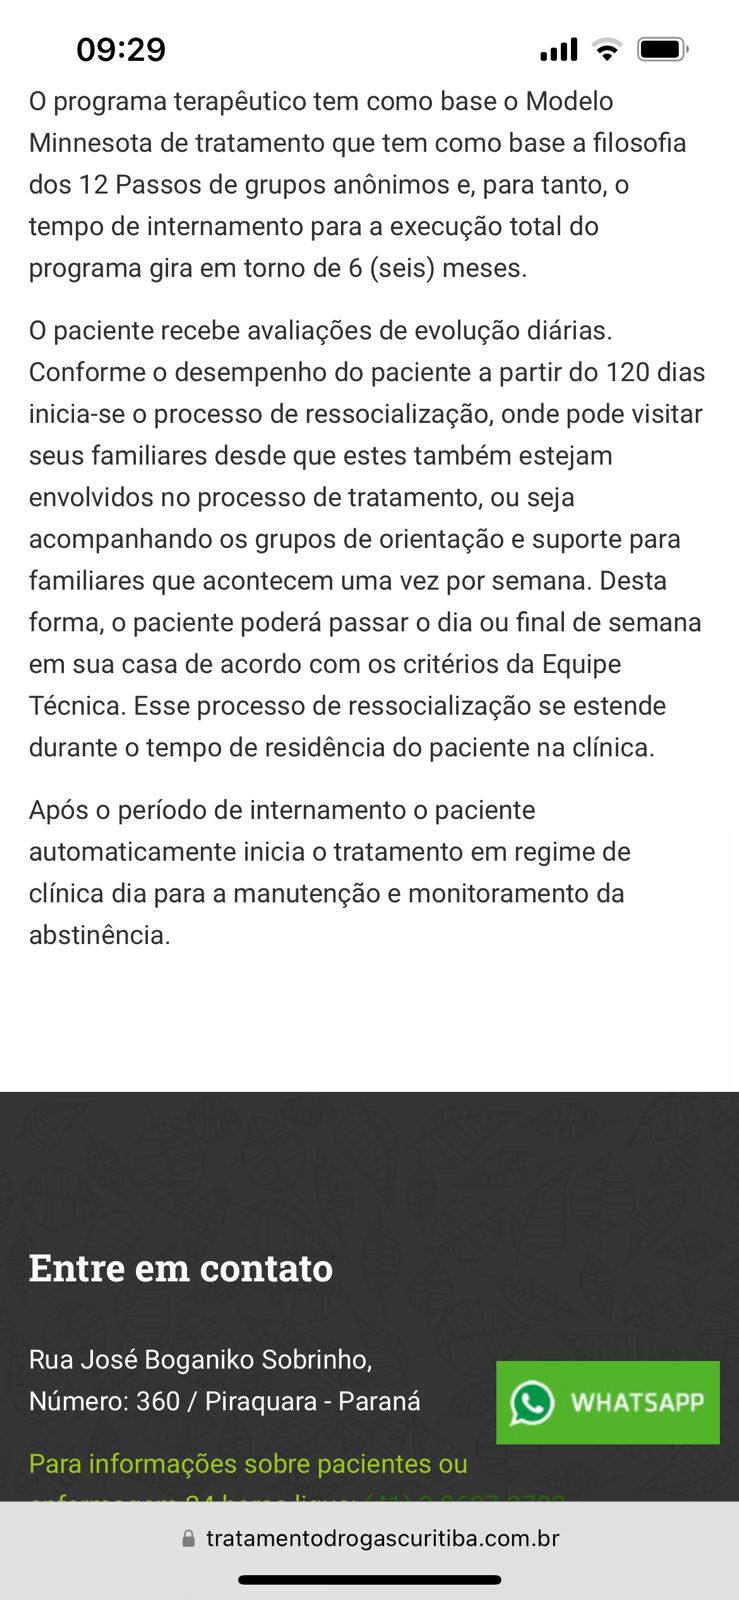 09:29
O programa terapêutico tem como base o Modelo
Minnesota de tratamento que tem como base a filosofia
dos 12 Passos de grupos anônimos e, para tanto, o
tempo de internamento para a execução total do
programa gira em torno de 6 (seis) meses.
O paciente recebe avaliações de evolução diárias.
Conforme o desempenho do paciente a partir do 120 dias
inicia-se o processo de ressocialização, onde pode visitar
seus familiares desde que estes também estejam
envolvidos no processo de tratamento, ou seja
acompanhando os grupos de orientação e suporte para
familiares que acontecem uma vez por semana. Desta
forma, o paciente poderá passar o dia ou final de semana
em sua casa de acordo com os critérios da Equipe
Técnica. Esse processo de ressocialização se estende
durante o tempo de residência do paciente na clínica.
Após o período de internamento o paciente
automaticamente inicia o tratamento em regime de
clínica dia para a manutenção e monitoramento da
abstinência.
Entre em contato
Rua José Boganiko Sobrinho,
Número: 360 / Piraquara - Paraná
WHATSAPP
Para informações sobre pacientes ou
tratamentodrogascuritiba.com.br